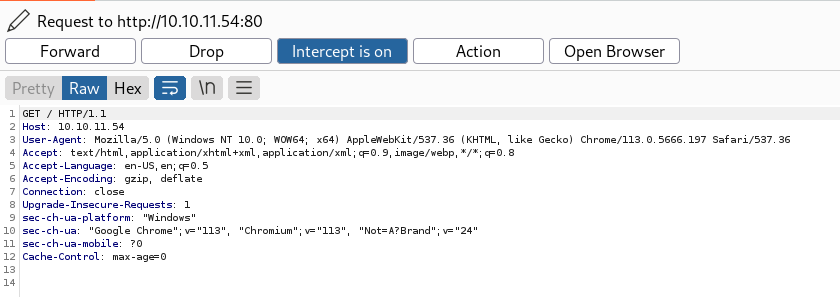 Request to http://10.10.11.54:80
Forward Drop Intercept is on Action Open Browser
Pretty Raw Hex \n
1 GET / HTTP/1.1
2 Host: 10.10.11.54
3 User-Agent: Mozilla/5.0 (Windows NT 10.0; WOW64; x64) AppleWebKit/537.36 (KHTML, like Gecko) Chrome/113.0.5666.197 Safari/537.36
4 Accept: text/html,application/xhtml+xml,application/xml;q=0.9,image/webp,*/*;q=0.8
5 Accept-Language: en-US,en;q=0.5
6 Accept-Encoding: gzip, deflate
7 Connection: close
8 Upgrade-Insecure-Requests: 1
9 sec-ch-ua-platform: "Windows"
10 sec-ch-ua: "Google Chrome";v="113", "Chromium";v="113", "Not=A?Brand";v="24"
11 sec-ch-ua-mobile: ?0
12 Cache-Control: max-age=0
13
14